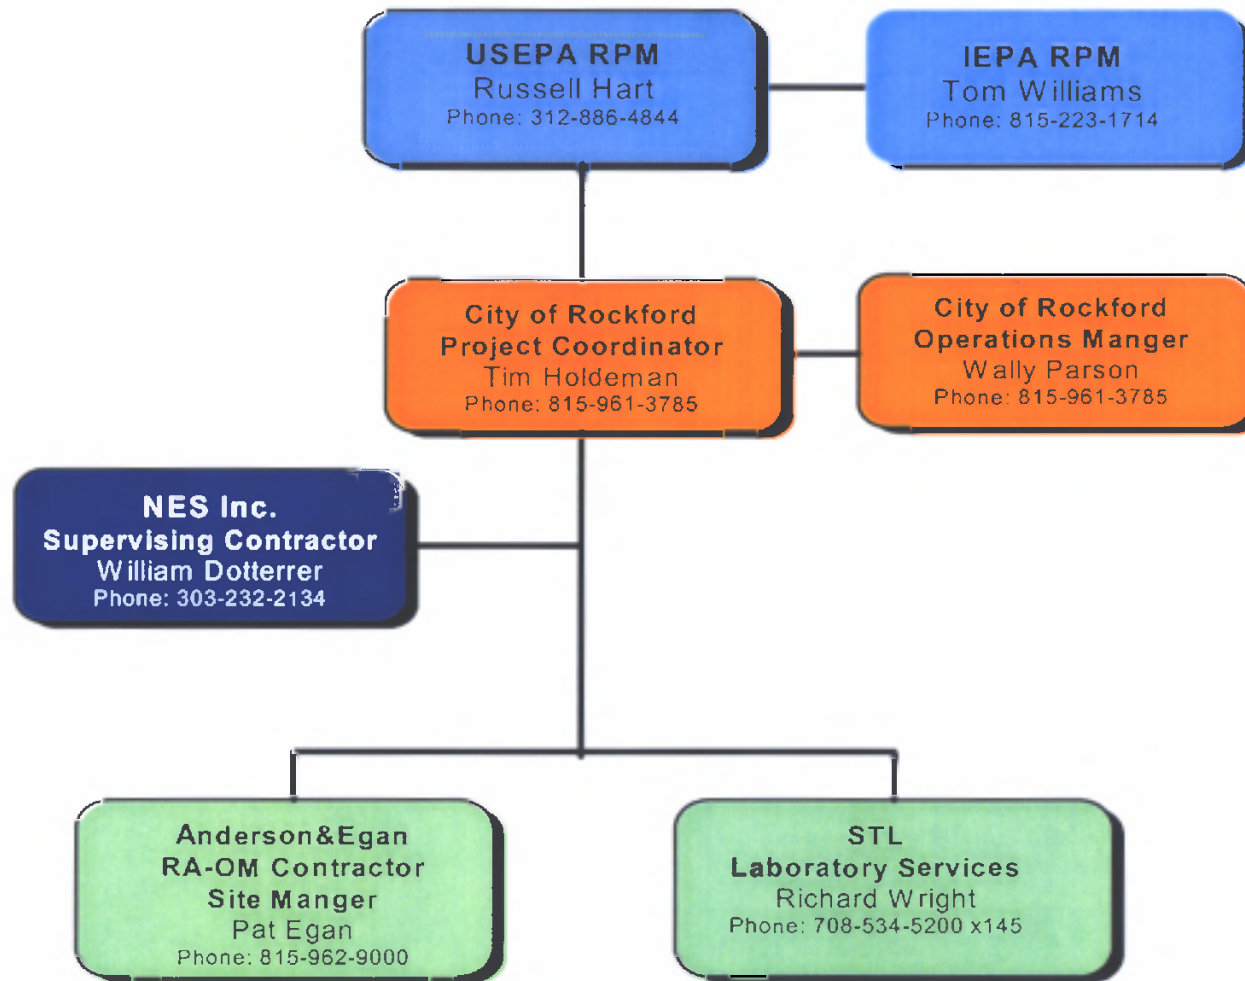 USEPA RPM
Russell Hart
Phone: 312-886-4844
IEPA RPM
Tom Williams
Phone: 815-223-1714
City of Rockford
Project Coordinator
Tim Holdeman
Phone: 815-961-3785
City of Rockford
Operations Manger
Wally Parson
Phone: 815-961-3785
NES Inc.
Supervising Contractor
William Dotterrer
Phone: 303-232-2134
Anderson&Egan
RA-OM Contractor
Site Manger
Pat Egan
Phone: 815-962-9000
STL
Laboratory Services
Richard Wright
Phone: 708-534-5200 x145